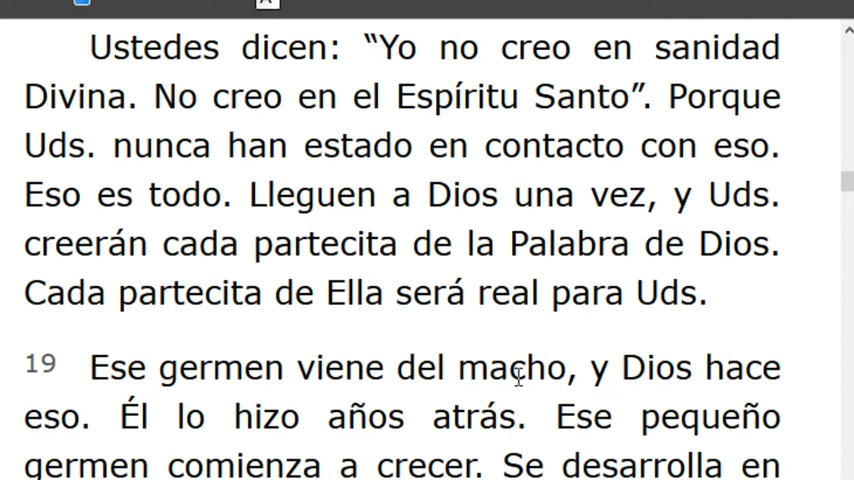 Ustedes dicen: “Yo no creo en sanidad
Divina. No creo en el Espíritu Santo”. Porque
Uds. nunca han estado en contacto con eso.
Eso es todo. Lleguen a Dios una vez, y Uds.
creerán cada partecita de la Palabra de Dios.
Cada partecita de Ella será real para Uds.
19 Ese germen viene del macho, y Dios hace
eso. Él lo hizo años atrás. Ese pequeño
germen comienza a crecer. Se desarrolla en